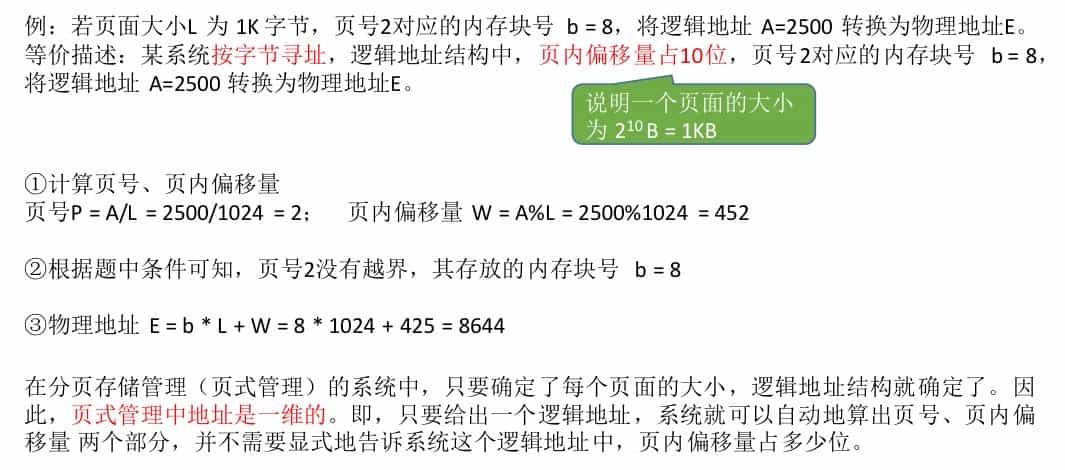 例：若页面大小L 为 1K 字节，页号2对应的内存块号 b = 8，将逻辑地址 A=2500 转换为物理地址E。
等价描述：某系统按字节寻址，逻辑地址结构中，页内偏移量占10位，页号2对应的内存块号 b = 8，
将逻辑地址 A=2500 转换为物理地址E。
说明一个页面的大小
为 2¹⁰ B = 1KB
①计算页号、页内偏移量
页号P = A/L = 2500/1024 = 2； 页内偏移量 W = A%L = 2500%1024 = 452
②根据题中条件可知，页号2没有越界，其存放的内存块号 b = 8
③物理地址 E = b * L + W = 8 * 1024 + 425 = 8644
在分页存储管理（页式管理）的系统中，只要确定了每个页面的大小，逻辑地址结构就确定了。因
此，页式管理中地址是一维的。即，只要给出一个逻辑地址，系统就可以自动地算出页号、页内偏
移量 两个部分，并不需要显式地告诉系统这个逻辑地址中，页内偏移量占多少位。